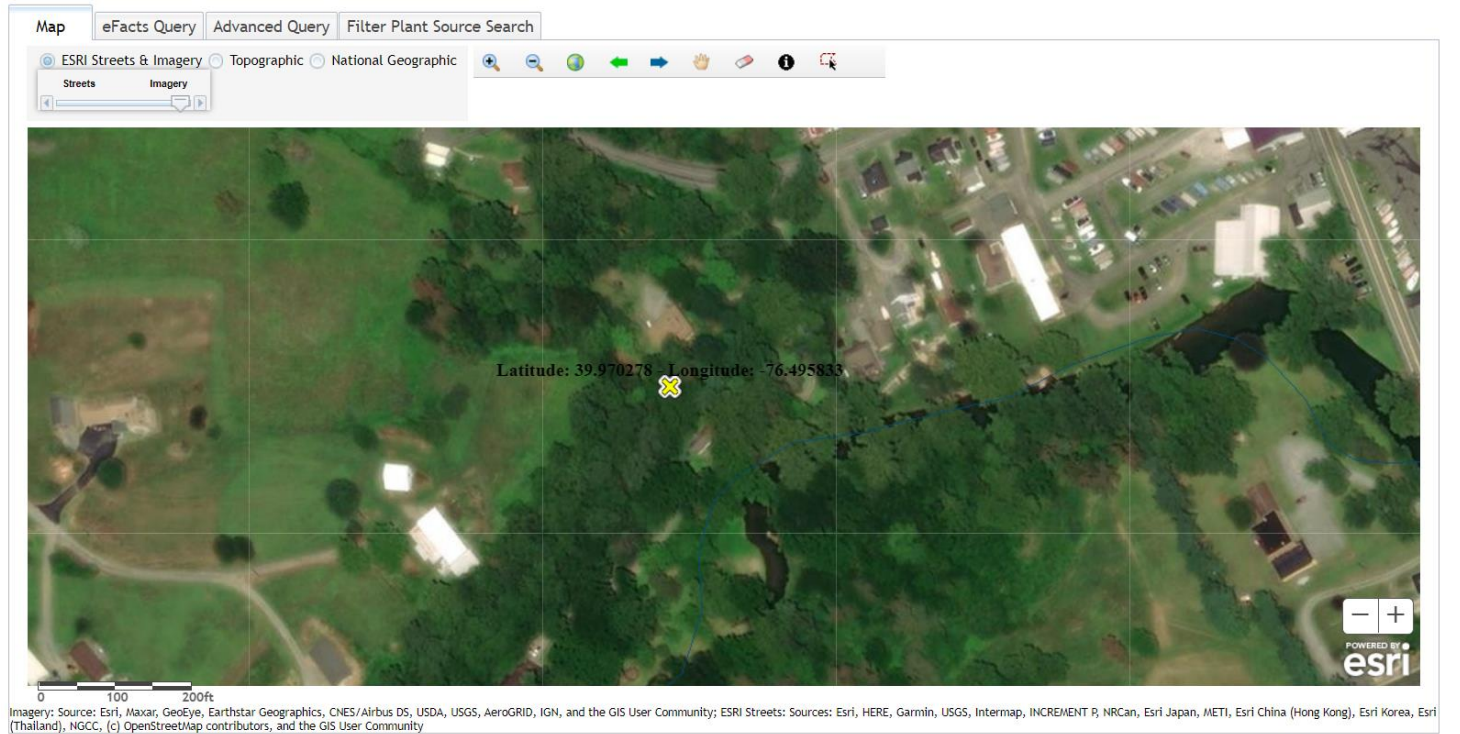 Map eFacts Query Advanced Query Filter Plant Source Search
ESRI Streets & Imagery Topographic National Geographic
Streets Imagery
Latitude: 39.970278 - Longitude: -76.495833
POWERED BY
esri
0 100 200ft
Imagery: Source: Esri, Maxar, GeoEye, Earthstar Geographics, CNES/Airbus DS, USDA, USGS, AeroGRID, IGN, and the GIS User Community; ESRI Streets: Sources: Esri, HERE, Garmin, USGS, Intermap, INCREMENT P, NRCan, Esri Japan, METI, Esri China (Hong Kong), Esri Korea, Esri
(Thailand), NGCC, (c) OpenStreetMap contributors, and the GIS User Community